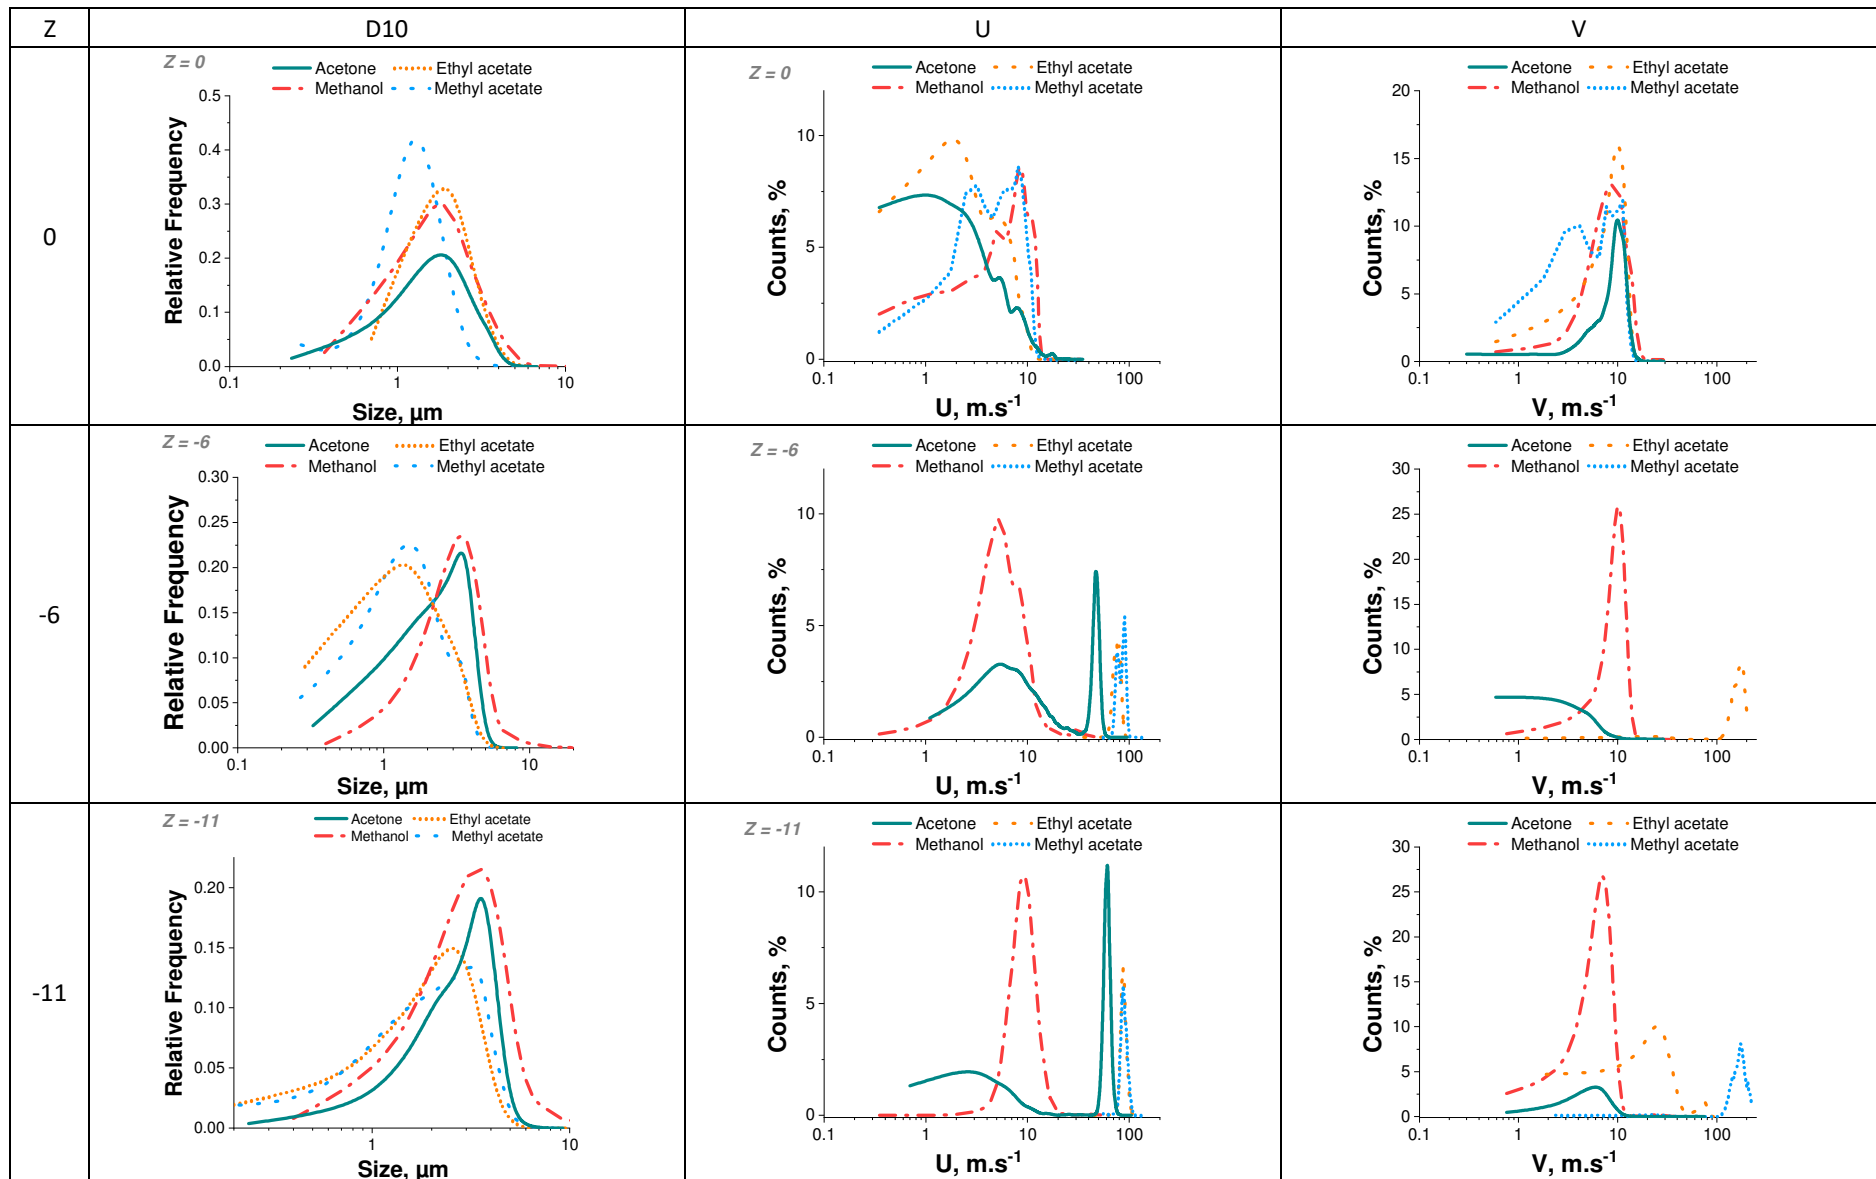 Z D10 U V
0
Z = 0
Acetone Ethyl acetate
Methanol Methyl acetate
0.5
0.4
0.3
0.2
0.1
0.0
0.1 1 10
Relative Frequency
Size, µm
Z = 0
Acetone Ethyl acetate
Methanol Methyl acetate
10
5
0
0.1 1 10 100
Counts, %
U, m.s-1
Acetone Ethyl acetate
Methanol Methyl acetate
20
15
10
5
0
0.1 1 10 100
Counts, %
V, m.s-1
-6
Z = -6
Acetone Ethyl acetate
Methanol Methyl acetate
0.30
0.25
0.20
0.15
0.10
0.05
0.00
0.1 1 10
Relative Frequency
Size, µm
Z = -6
Acetone Ethyl acetate
Methanol Methyl acetate
10
5
0
0.1 1 10 100
Counts, %
U, m.s-1
Acetone Ethyl acetate
Methanol Methyl acetate
30
25
20
15
10
5
0
0.1 1 10 100
Counts, %
V, m.s-1
-11
Z = -11
Acetone Ethyl acetate
Methanol Methyl acetate
0.20
0.15
0.10
0.05
0.00
1 10
Relative Frequency
Size, µm
Z = -11
Acetone Ethyl acetate
Methanol Methyl acetate
10
5
0
0.1 1 10 100
Counts, %
U, m.s-1
Acetone Ethyl acetate
Methanol Methyl acetate
30
25
20
15
10
5
0
0.1 1 10 100
Counts, %
V, m.s-1